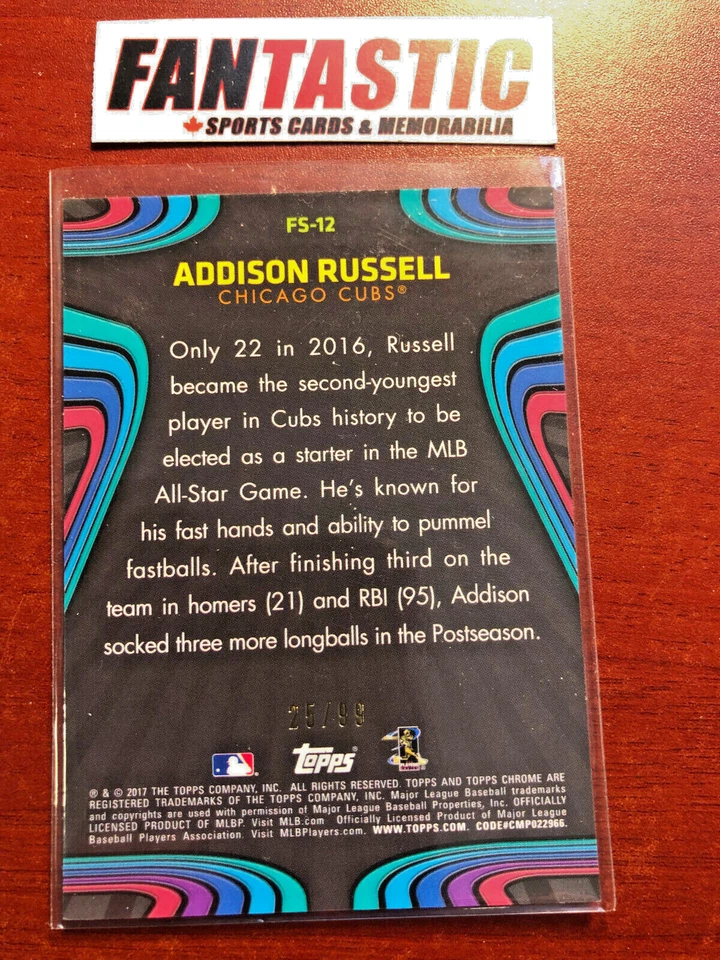 FANTASTIC
SPORTS CARDS & MEMORABILIA
FS-12
ADDISON RUSSELL
CHICAGO CUBS®
Only 22 in 2016, Russell
became the second-youngest
player in Cubs history to be
elected as a starter in the MLB
All-Star Game. He's known for
his fast hands and ability to pummel
fastballs. After finishing third on the
team in homers (21) and RBI (95), Addison
socked three more longballs in the Postseason.
25/99
topps
® & © 2017 THE TOPPS COMPANY, INC. ALL RIGHTS RESERVED. TOPPS AND TOPPS CHROME ARE
REGISTERED TRADEMARKS OF THE TOPPS COMPANY, INC. Major League Baseball trademarks
and copyrights are used with permission of Major League Baseball Properties, Inc. OFFICIALLY
LICENSED PRODUCT OF MLBP. Visit MLB.com Officially Licensed Product of Major League
Baseball Players Association. Visit MLBPlayers.com. WWW.TOPPS.COM. CODE#CMP022966.